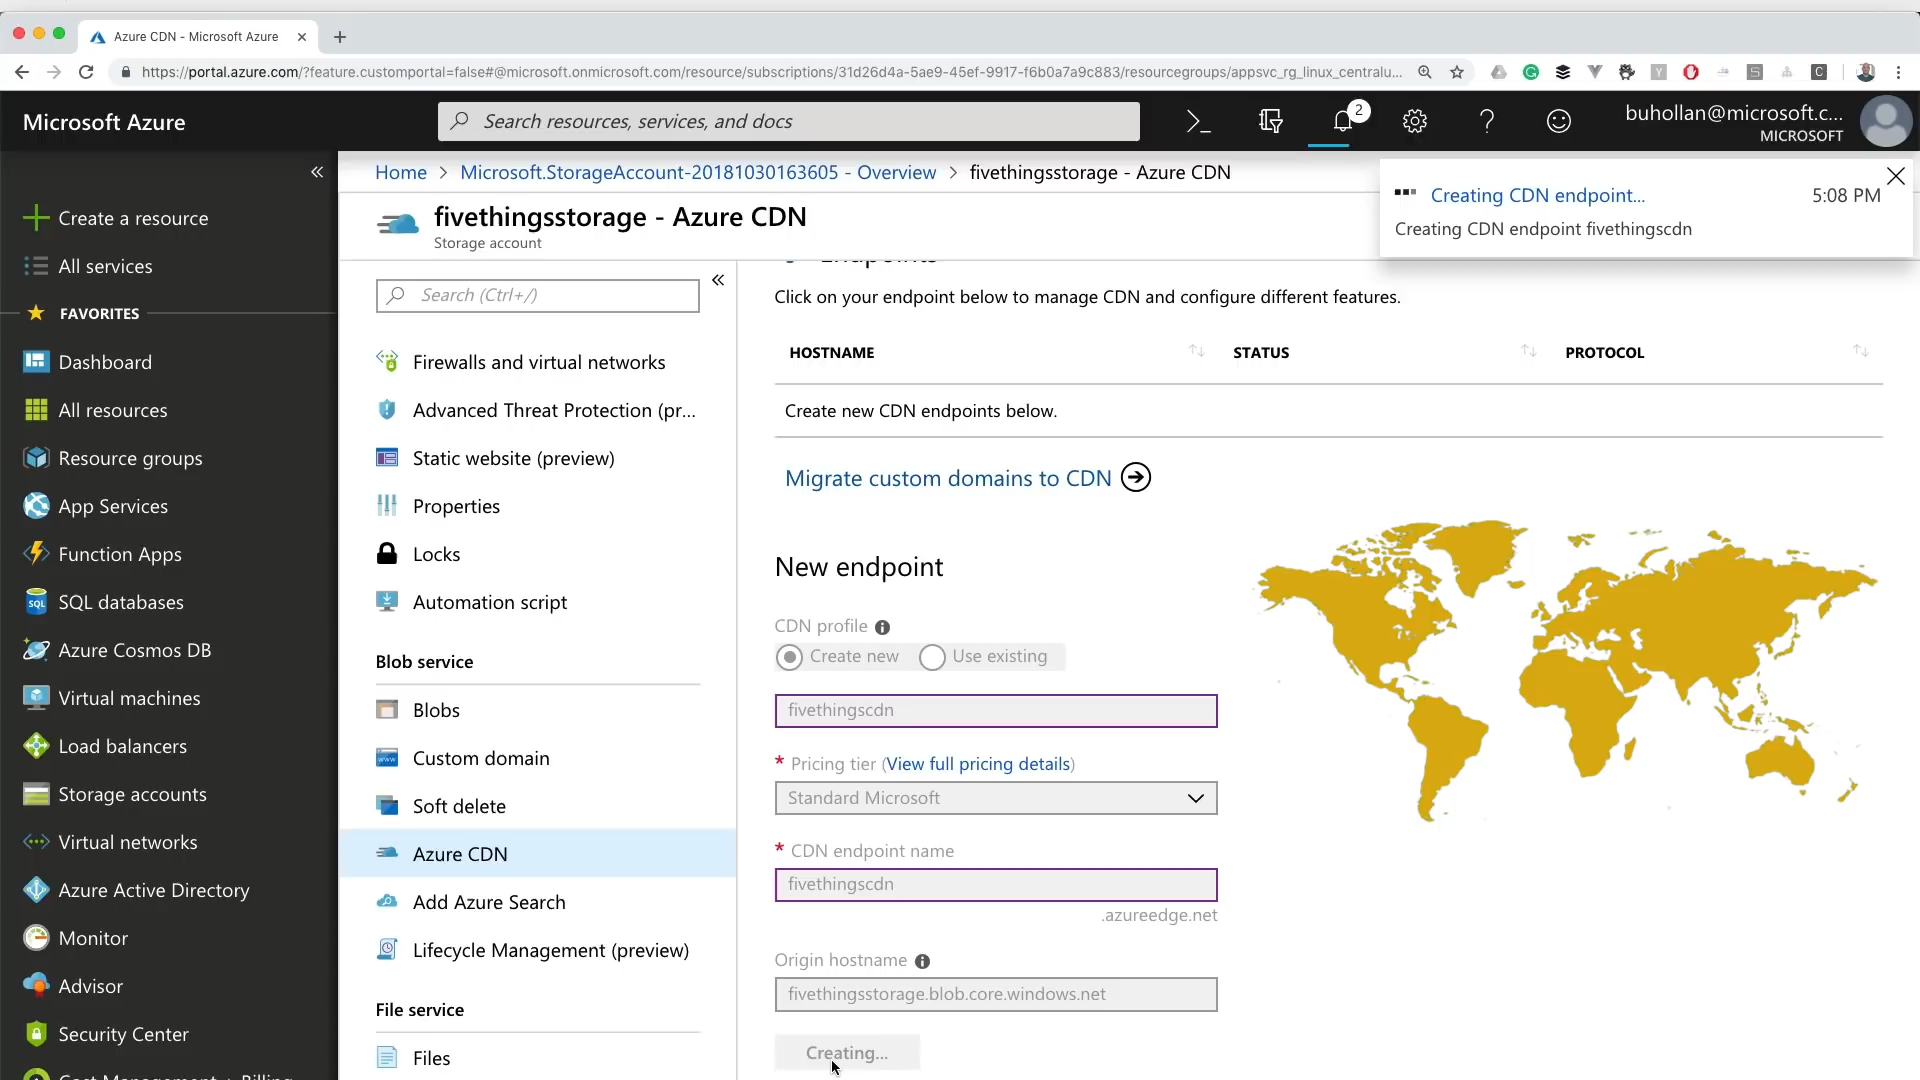 Azure CDN - Microsoft Azure
https://portal.azure.com/?feature.customportal=false#@microsoft.onmicrosoft.com/resource/subscriptions/31d26d4a-5ae9-45ef-9917-f6b0a7a9c883/resourcegroups/appsvc_rg_linux_centralu...
Microsoft Azure
Search resources, services, and docs
2
buhollan@microsoft.c...
MICROSOFT
Home > Microsoft.StorageAccount-20181030163605 - Overview > fivethingsstorage - Azure CDN
Creating CDN endpoint... 5:08 PM
Creating CDN endpoint fivethingscdn
fivethingsstorage - Azure CDN
Storage account
Create a resource
All services
FAVORITES
Dashboard
All resources
Resource groups
App Services
Function Apps
SQL databases
Azure Cosmos DB
Virtual machines
Load balancers
Storage accounts
Virtual networks
Azure Active Directory
Monitor
Advisor
Security Center
Cost Management + Billing
Search (Ctrl+/)
Firewalls and virtual networks
Advanced Threat Protection (pr...
Static website (preview)
Properties
Locks
Automation script
Blob service
Blobs
Custom domain
Soft delete
Azure CDN
Add Azure Search
Lifecycle Management (preview)
File service
Files
Endpoints
Click on your endpoint below to manage CDN and configure different features.
HOSTNAME STATUS PROTOCOL
Create new CDN endpoints below.
Migrate custom domains to CDN
New endpoint
CDN profile
Create new Use existing
fivethingscdn
* Pricing tier (View full pricing details)
Standard Microsoft
* CDN endpoint name
fivethingscdn
.azureedge.net
Origin hostname
fivethingsstorage.blob.core.windows.net
Creating...